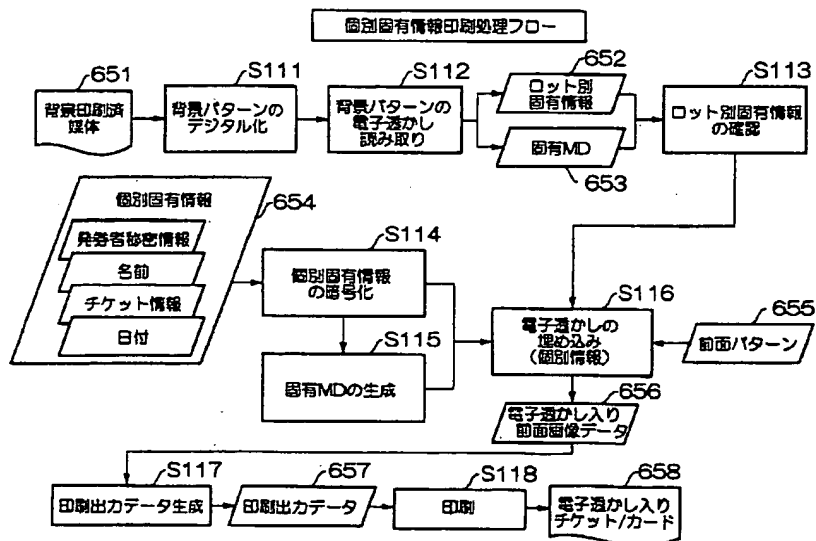 個別固有情報印刷処理フロー
651
背景印刷済
媒体
S111
背景パターンの
デジタル化
S112
背景パターンの
電子透かし
読み取り
652
ロット別
固有情報
固有MD
653
S113
ロット別固有情報
の確認
個別固有情報
654
発券者秘密情報
名前
チケット情報
日付
S114
個別固有情報
の暗号化
S115
固有MDの生成
S116
電子透かしの
埋め込み
(個別情報)
655
前面パターン
656
電子透かし入り
前面画像データ
S117
印刷出力データ生成
657
印刷出力データ
S118
印刷
658
電子透かし入り
チケット/カード